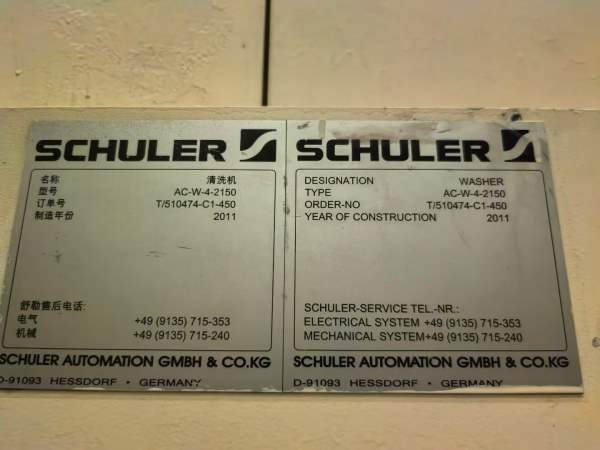 SCHULER
名称 清洗机
型号 AC-W-4-2150
订单号 T/510474-C1-450
制造年份 2011
舒勒售后电话:
电气 +49 (9135) 715-353
机械 +49 (9135) 715-240
SCHULER AUTOMATION GMBH & CO.KG
D-91093 HESSDORF · GERMANY
SCHULER
DESIGNATION WASHER
TYPE AC-W-4-2150
ORDER-NO T/510474-C1-450
YEAR OF CONSTRUCTION 2011
SCHULER-SERVICE TEL.-NR.:
ELECTRICAL SYSTEM +49 (9135) 715-353
MECHANICAL SYSTEM+49 (9135) 715-240
SCHULER AUTOMATION GMBH & CO.KG
D-91093 HESSDORF · GERMANY